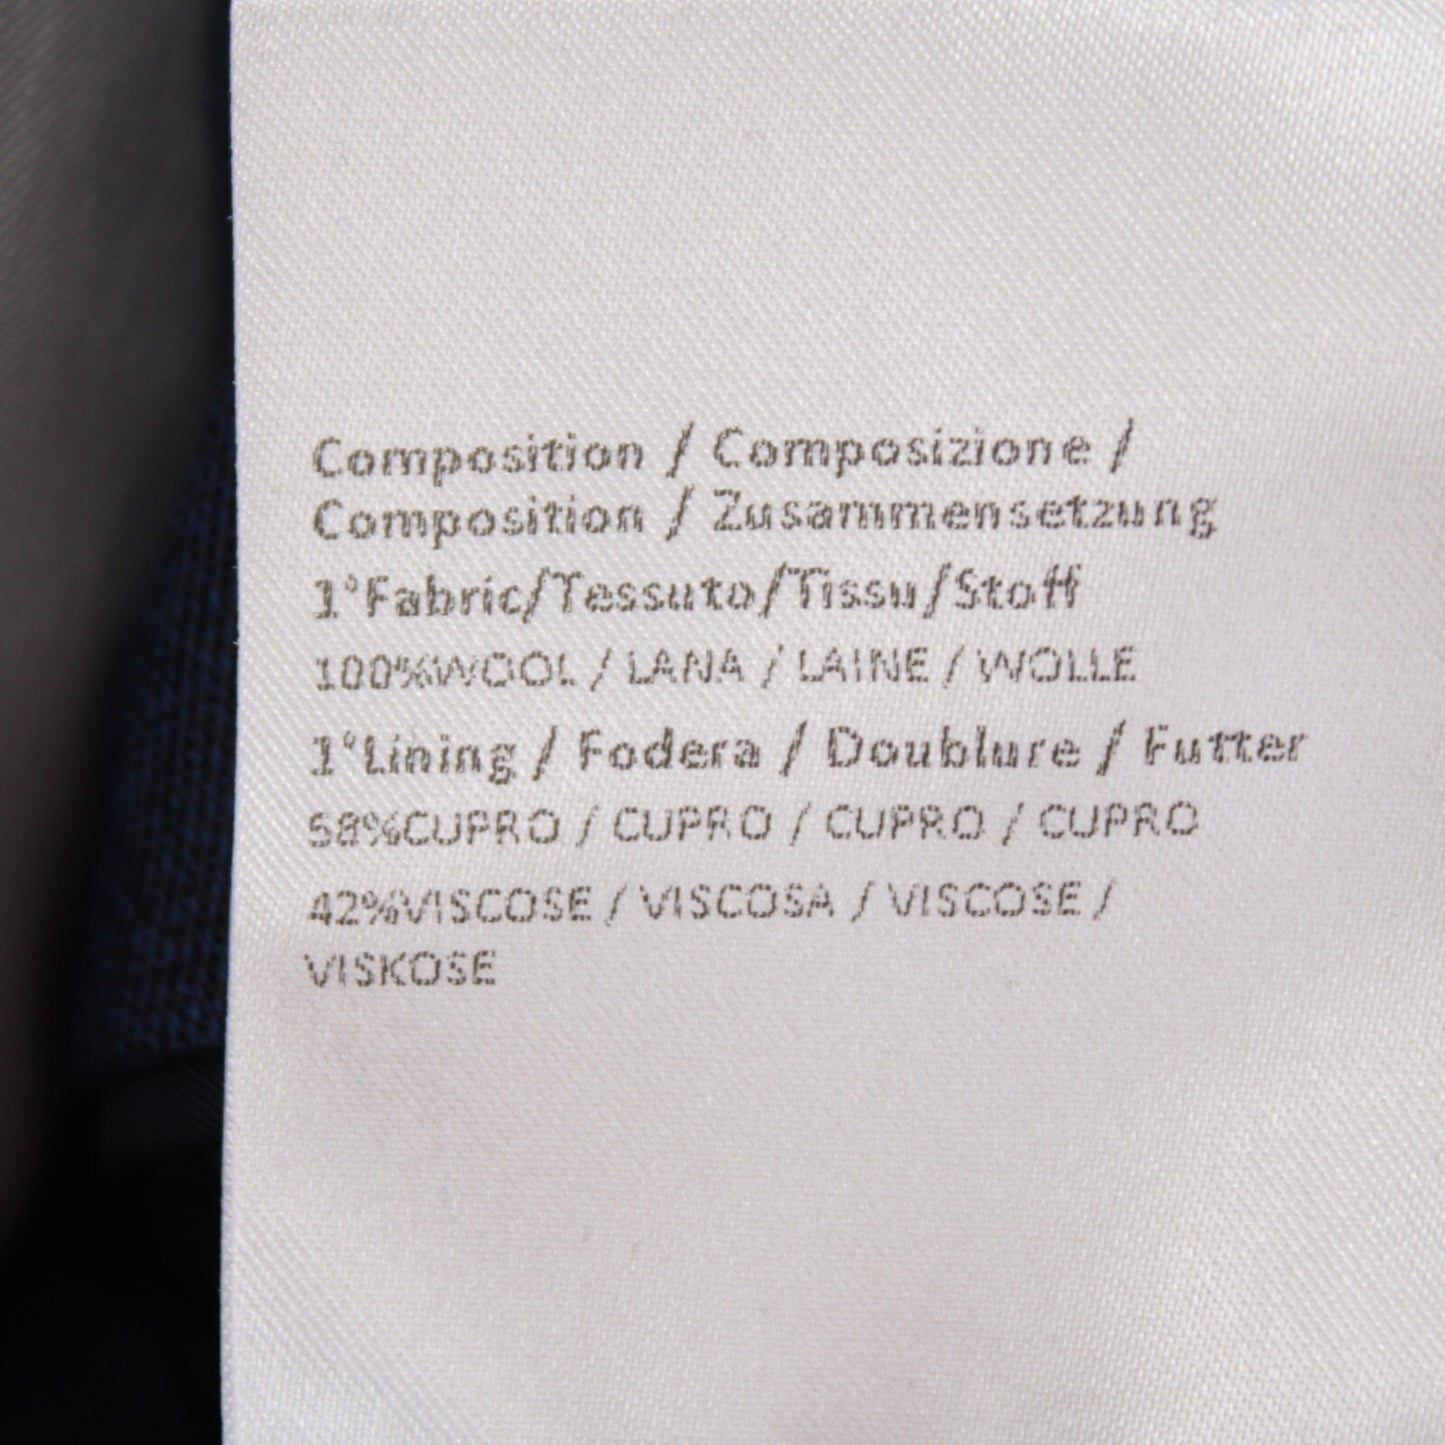 Composition / Composizione /
Composition / Zusammensetzung
1°Fabric/Tessuto/Tissu/Stoff
100%WOOL / LANA / LAINE / WOLLE
1°Lining / Fodera / Doublure / Futter
58%CUPRO / CUPRO / CUPRO / CUPRO
42%VISCOSE / VISCOSA / VISCOSE /
VISKOSE